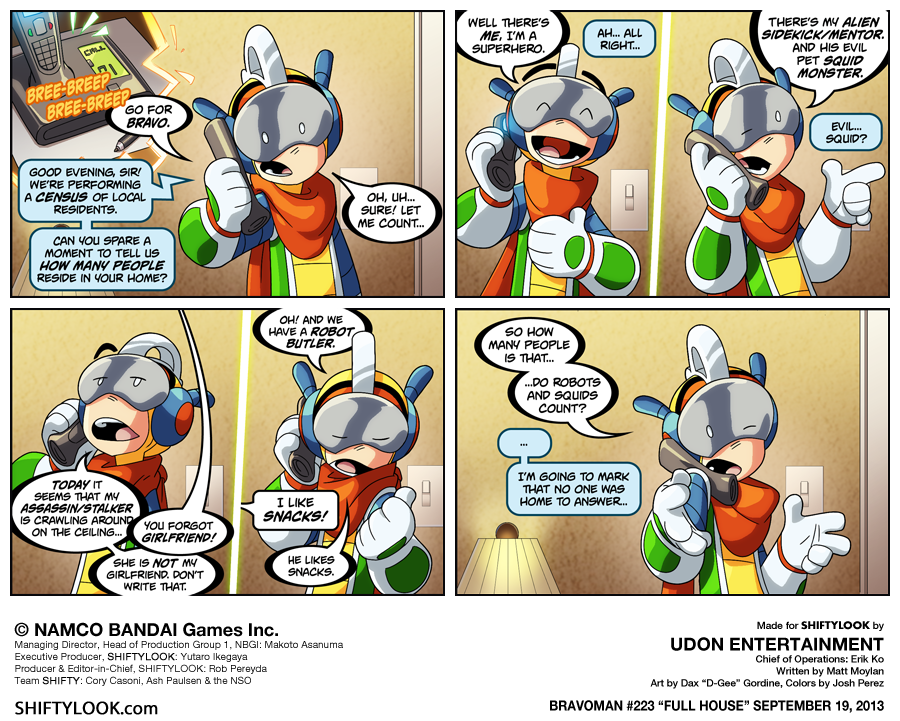 CALL
BREE-BREEP
BREE-BREEP
GO FOR
BRAVO.
GOOD EVENING, SIR!
WE'RE PERFORMING
A CENSUS OF LOCAL
RESIDENTS.
CAN YOU SPARE A
MOMENT TO TELL US
HOW MANY PEOPLE
RESIDE IN YOUR HOME?
OH, UH...
SURE! LET
ME COUNT...
WELL THERE'S
ME, I'M A
SUPERHERO.
AH... ALL
RIGHT...
THERE'S MY ALIEN
SIDEKICK/MENTOR.
AND HIS EVIL
PET SQUID
MONSTER.
EVIL...
SQUID?
TODAY IT
SEEMS THAT MY
ASSASSIN/STALKER
IS CRAWLING AROUND
ON THE CEILING...
YOU FORGOT
GIRLFRIEND!
SHE IS NOT MY
GIRLFRIEND. DON'T
WRITE THAT.
OH! AND WE
HAVE A ROBOT
BUTLER.
I LIKE
SNACKS!
HE LIKES
SNACKS.
SO HOW
MANY PEOPLE
IS THAT...
...DO ROBOTS
AND SQUIDS
COUNT?
...
I'M GOING TO MARK
THAT NO ONE WAS
HOME TO ANSWER...
© NAMCO BANDAI Games Inc.
Managing Director, Head of Production Group 1, NBGI: Makoto Asanuma
Executive Producer, SHIFTYLOOK: Yutaro Ikegaya
Producer & Editor-in-Chief, SHIFTYLOOK: Rob Pereyda
Team SHIFTY: Cory Casoni, Ash Paulsen & the NSO
SHIFTYLOOK.com
Made for SHIFTYLOOK by
UDON ENTERTAINMENT
Chief of Operations: Erik Ko
Written by Matt Moylan
Art by Dax "D-Gee" Gordine, Colors by Josh Perez
BRAVOMAN #223 "FULL HOUSE" SEPTEMBER 19, 2013